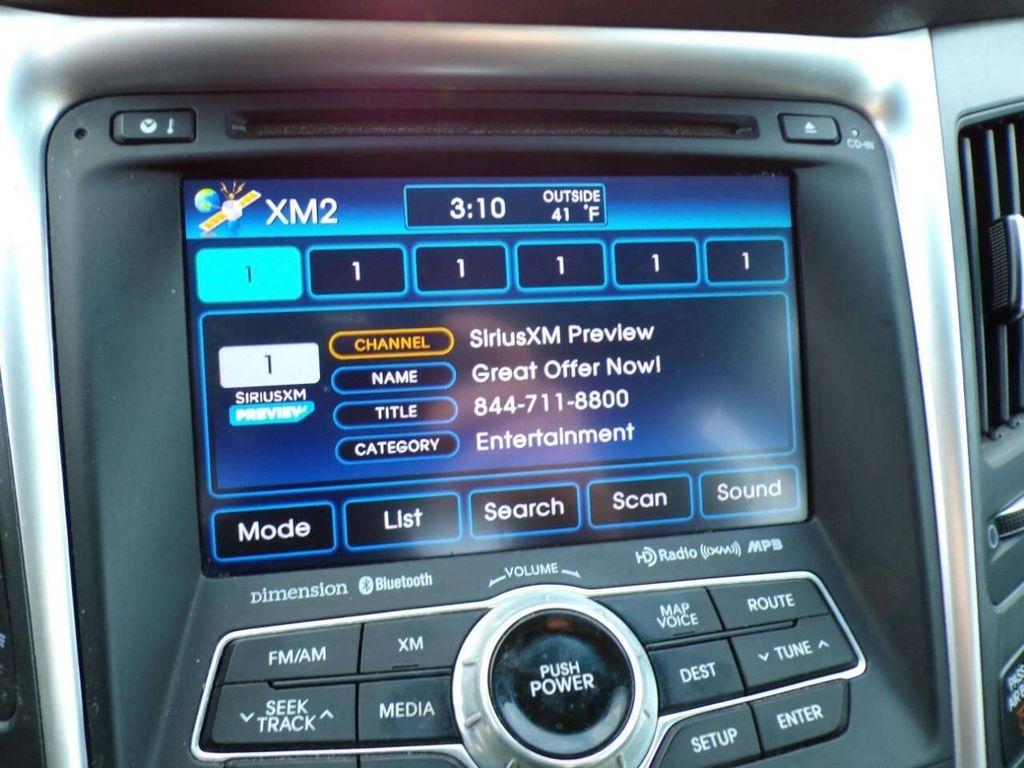 CD-IN
XM2
3:10
OUTSIDE
41 °F
1 1 1 1 1 1
1
SIRIUSXM
PREVIEW
CHANNEL SiriusXM Preview
NAME Great Offer Now!
TITLE 844-711-8800
CATEGORY Entertainment
Mode List Search Scan Sound
Dimension Bluetooth
VOLUME
HD Radio ((XM)) MP3
FM/AM XM
SEEK
TRACK
MEDIA
PUSH
POWER
MAP
VOICE
ROUTE
DEST
TUNE
SETUP
ENTER